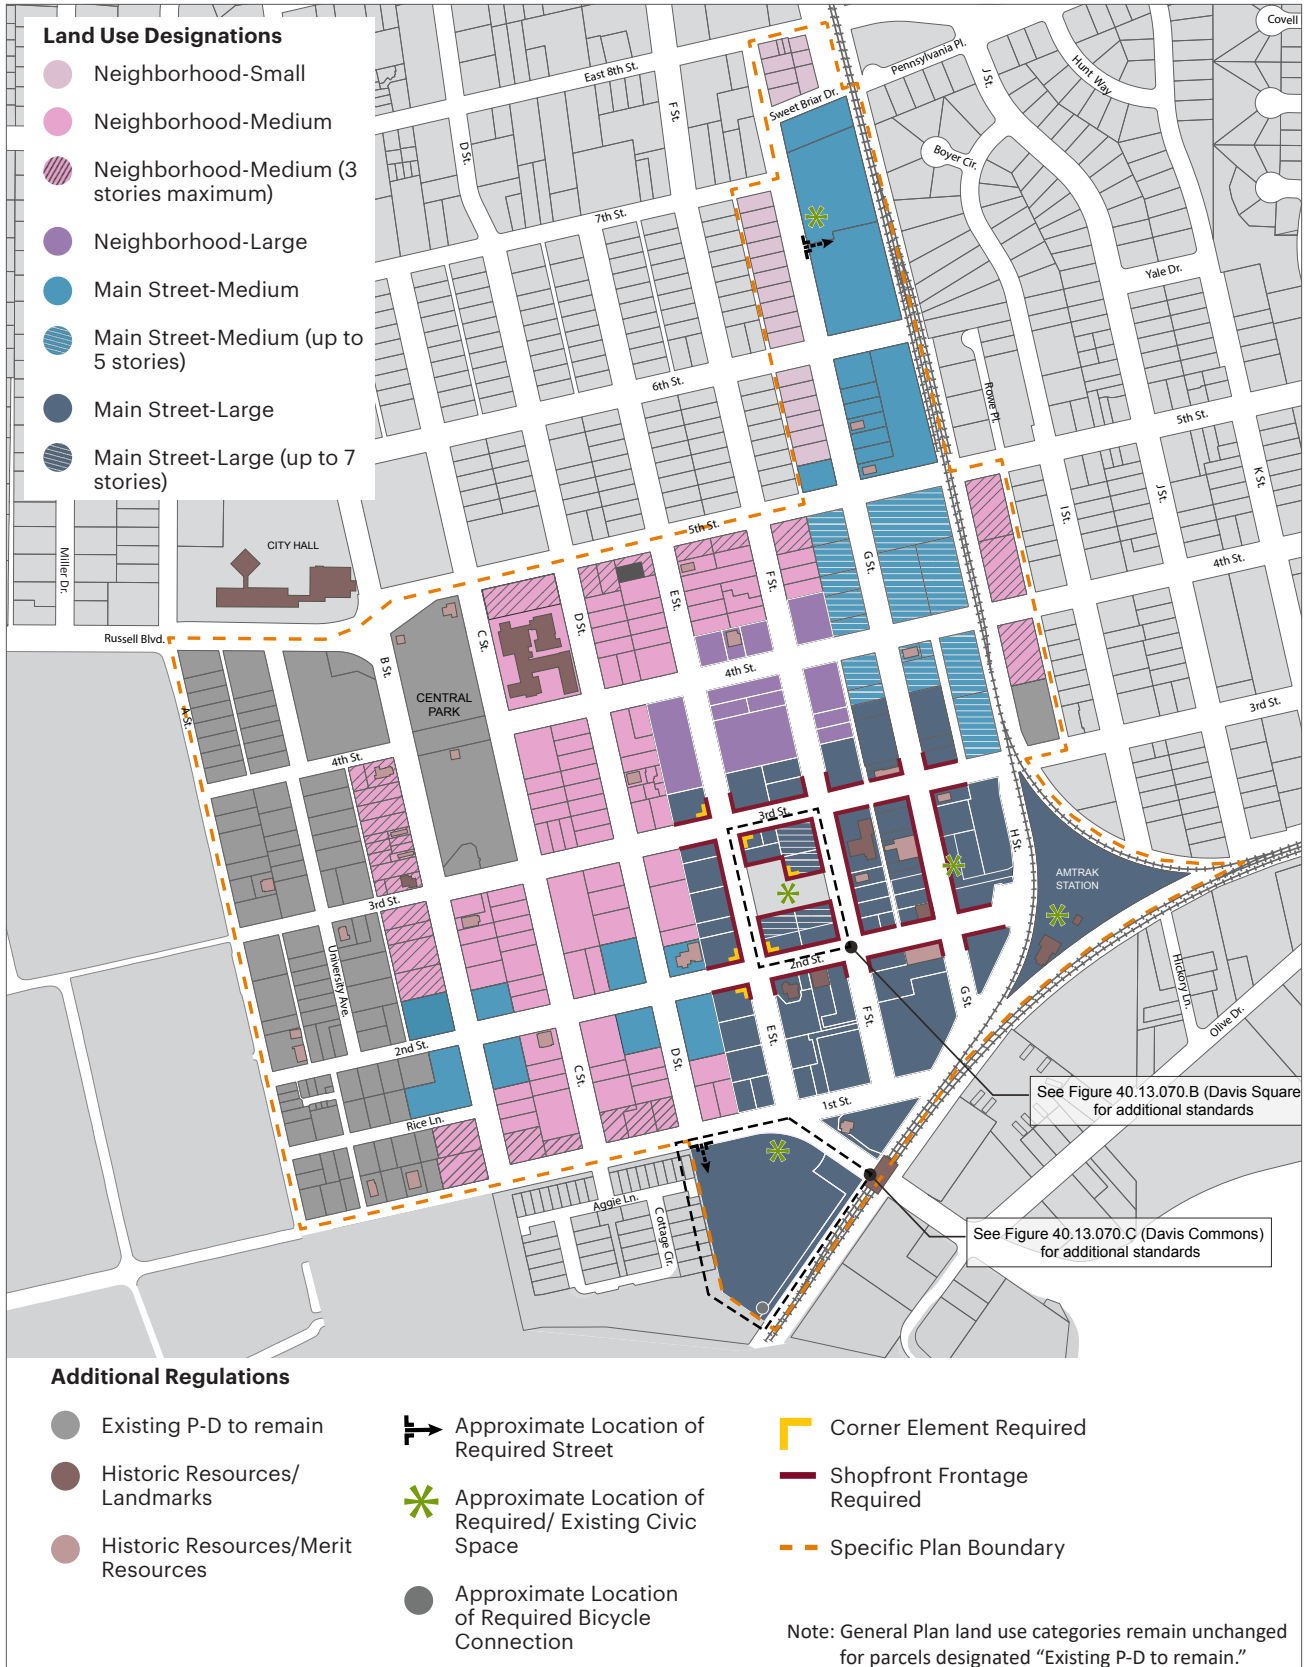 Land Use Designations
Neighborhood-Small
Neighborhood-Medium
Neighborhood-Medium (3
stories maximum)
Neighborhood-Large
Main Street-Medium
Main Street-Medium (up to
5 stories)
Main Street-Large
Main Street-Large (up to 7
stories)
Covell
East 8th St.
Pennsylvania Pl.
J St.
Hunt Way
F St.
Sweet Briar Dr.
D St.
Boyer Cir.
7th St.
Yale Dr.
6th St.
Rowe Pl.
5th St.
K St.
J St.
I St.
5th St.
CITY HALL
Miller Dr.
G St.
4th St.
F St.
E St.
D St.
C St.
Russell Blvd.
B St.
4th St.
CENTRAL
PARK
A St.
3rd St.
4th St.
3rd St.
H St.
AMTRAK
STATION
3rd St.
University Ave.
2nd St.
Hickory Ln.
G St.
F St.
Olive Dr.
E St.
2nd St.
D St.
C St.
See Figure 40.13.070.B (Davis Square
for additional standards
1st St.
Rice Ln.
Aggie Ln.
Cottage Cir.
See Figure 40.13.070.C (Davis Commons)
for additional standards
Additional Regulations
Existing P-D to remain
Historic Resources/
Landmarks
Historic Resources/Merit
Resources
Approximate Location of
Required Street
Approximate Location of
Required/ Existing Civic
Space
Approximate Location
of Required Bicycle
Connection
Corner Element Required
Shopfront Frontage
Required
Specific Plan Boundary
Note: General Plan land use categories remain unchanged
for parcels designated “Existing P-D to remain.”